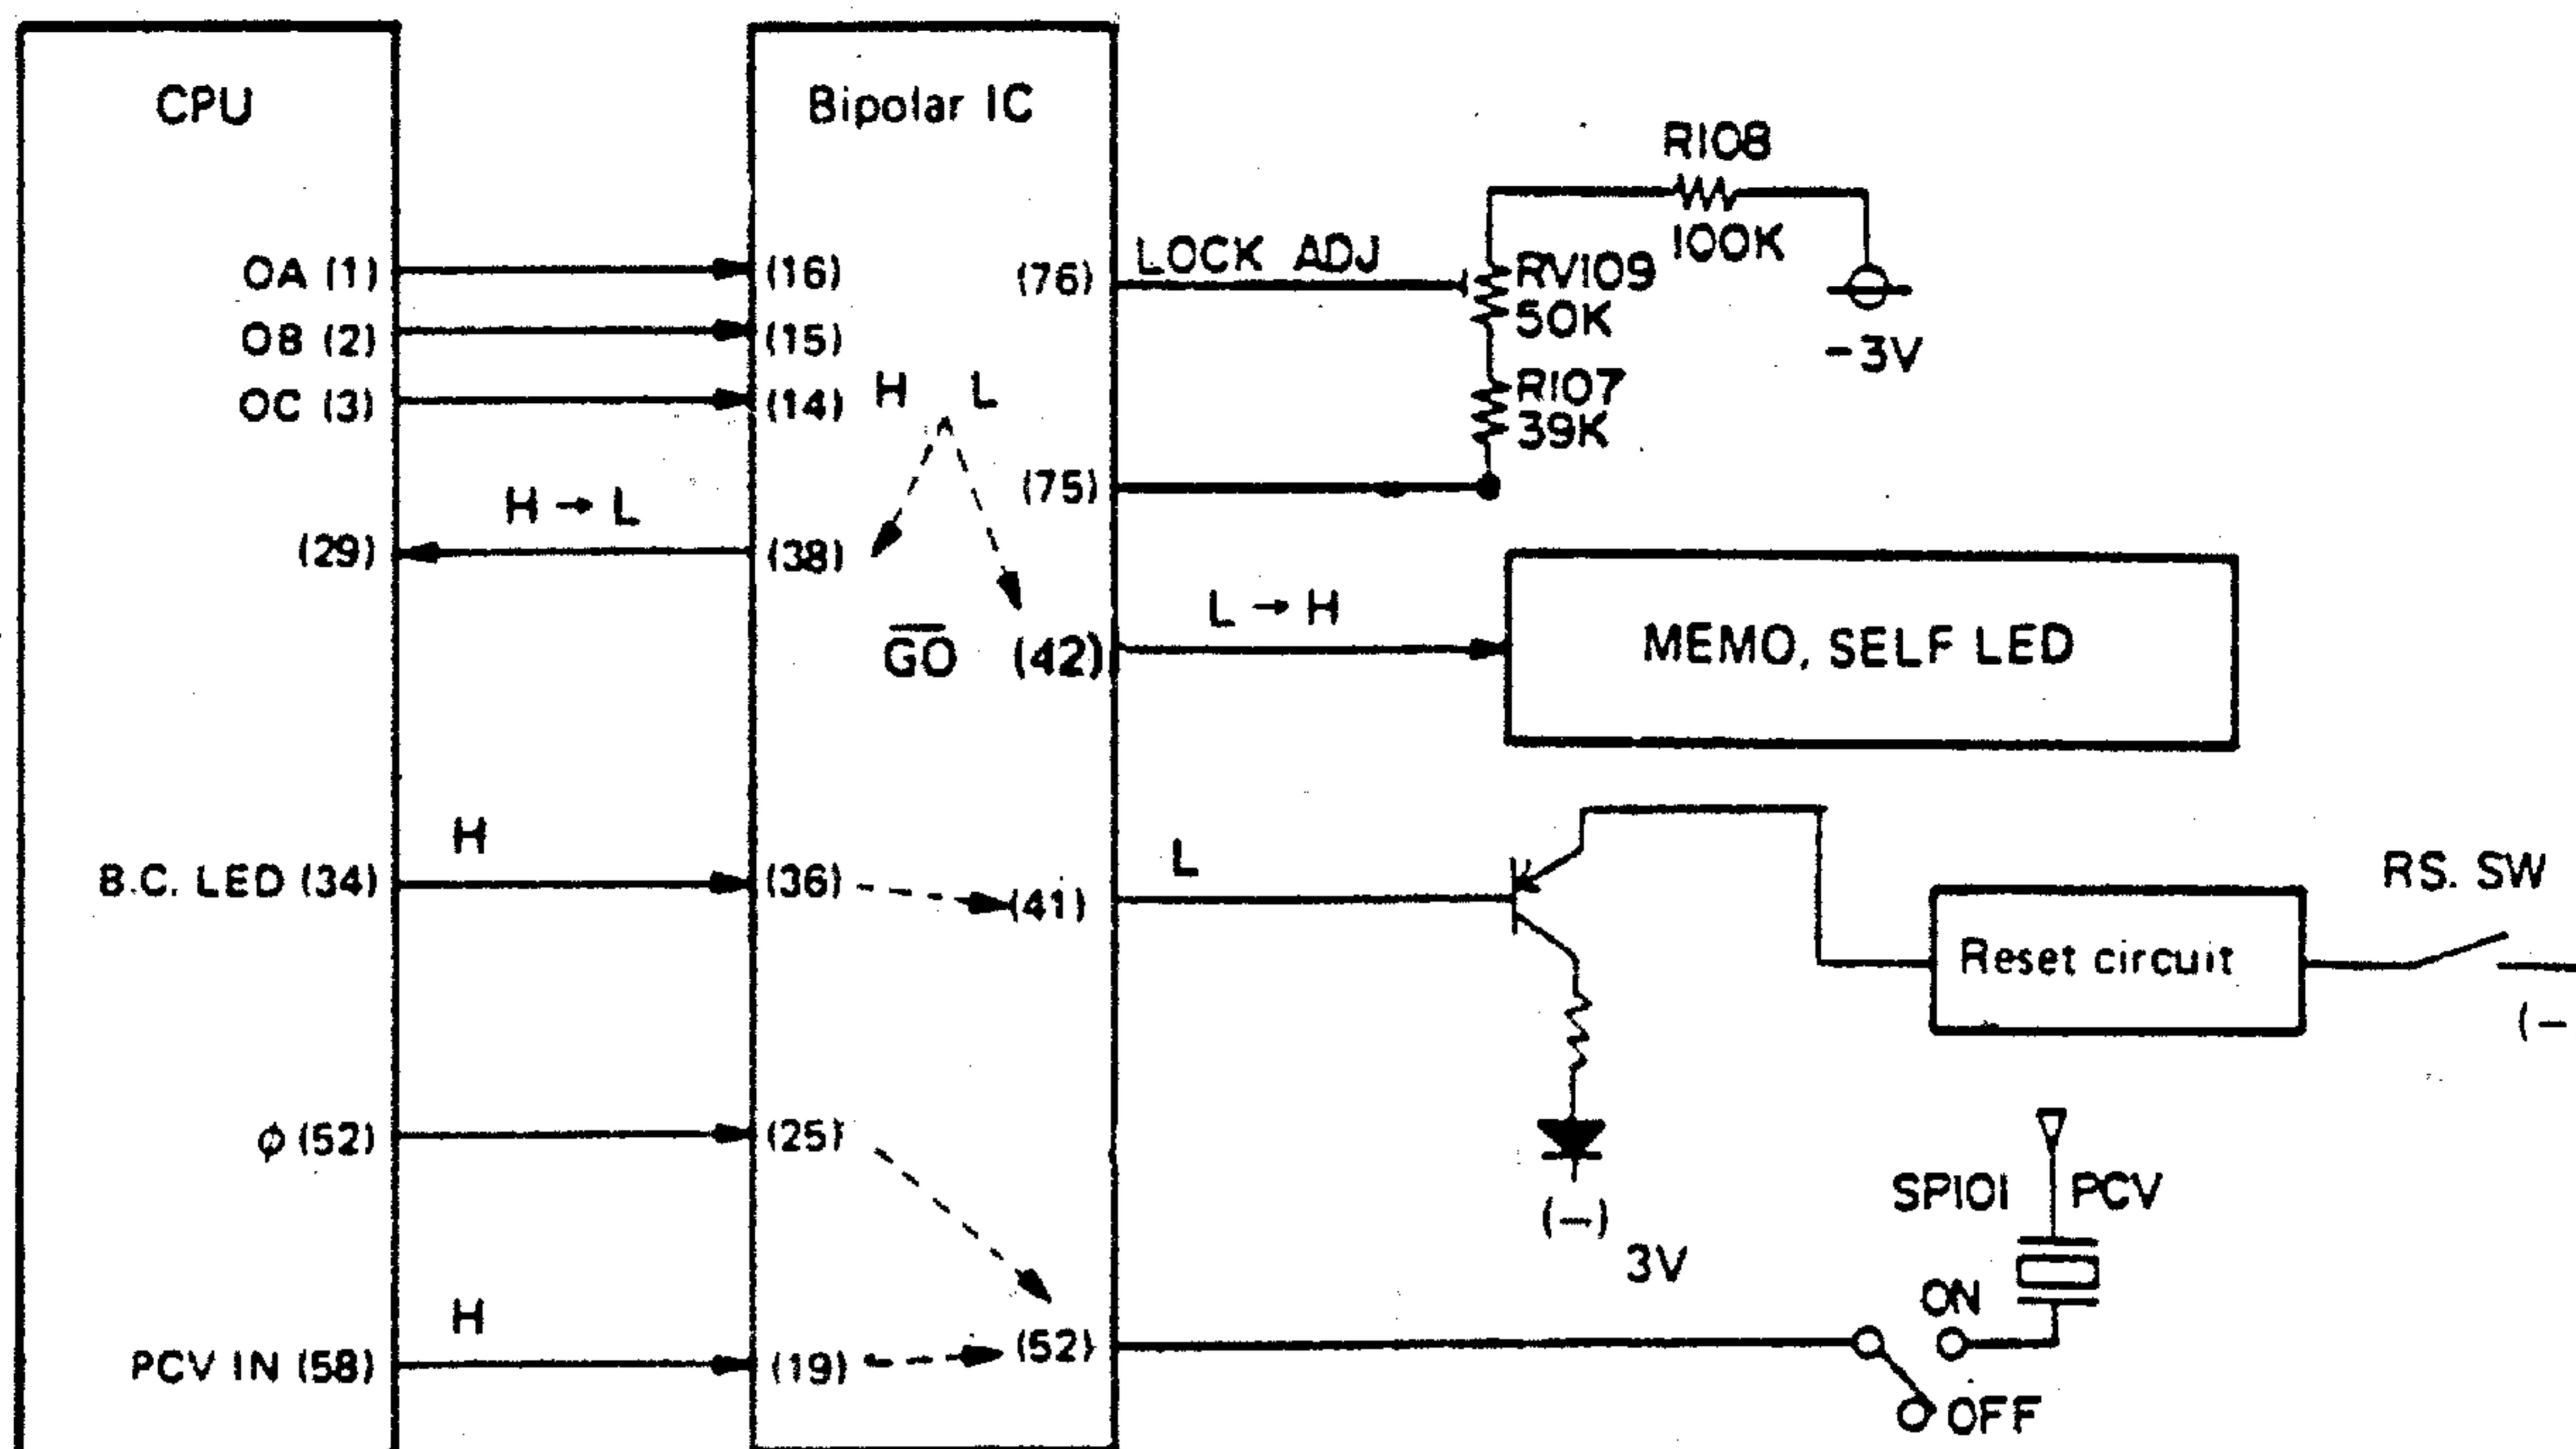 CPU
Bipolar IC
R108
100K
OA (1)
(16)
(76)
LOCK ADJ
RV109
50K
-3V
OB (2)
(15)
OC (3)
(14)
H L
R107
39K
(75)
H → L
(29)
(38)
L → H
G̅O̅ (42)
MEMO, SELF LED
H
L
B.C. LED (34)
(36)
(41)
RS. SW
Reset circuit
(–
φ (52)
(25)
SP101 PCV
(–)
3V
H
ON
PCV IN (58)
(19)
(52)
OFF